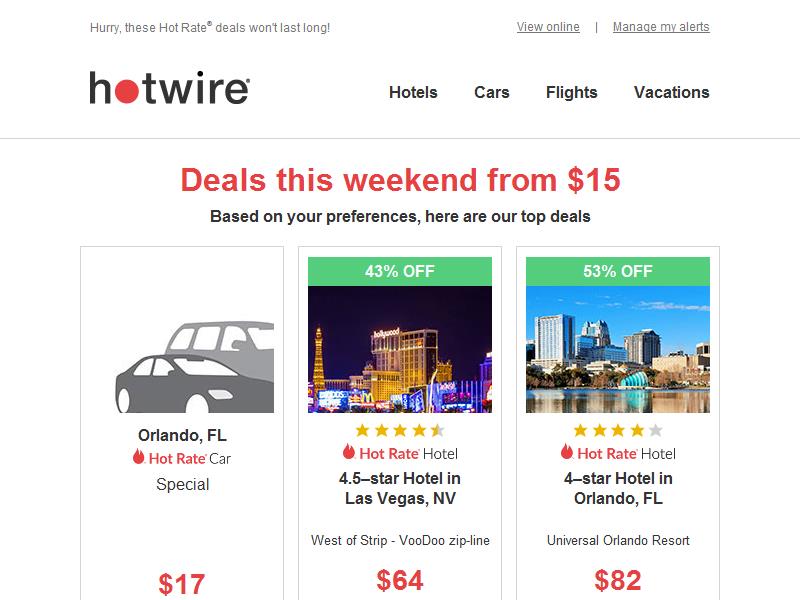 Hurry, these Hot Rate® deals won't last long!
View online | Manage my alerts
hotwire
Hotels Cars Flights Vacations
Deals this weekend from $15
Based on your preferences, here are our top deals
Orlando, FL
Hot Rate® Car
Special
$17
43% OFF
hollywood
Hot Rate® Hotel
4.5–star Hotel in
Las Vegas, NV
West of Strip - VooDoo zip-line
$64
53% OFF
Hot Rate® Hotel
4–star Hotel in
Orlando, FL
Universal Orlando Resort
$82